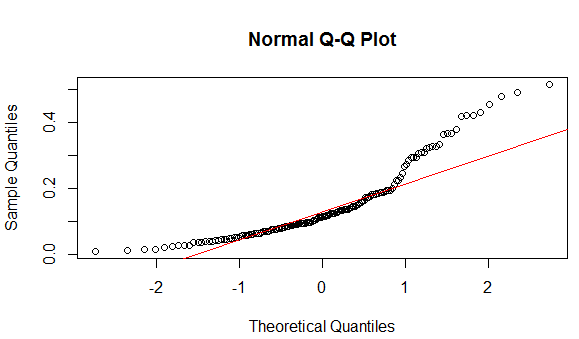 Normal Q-Q Plot
Sample Quantiles
0.4
0.2
0.0
-2 -1 0 1 2
Theoretical Quantiles